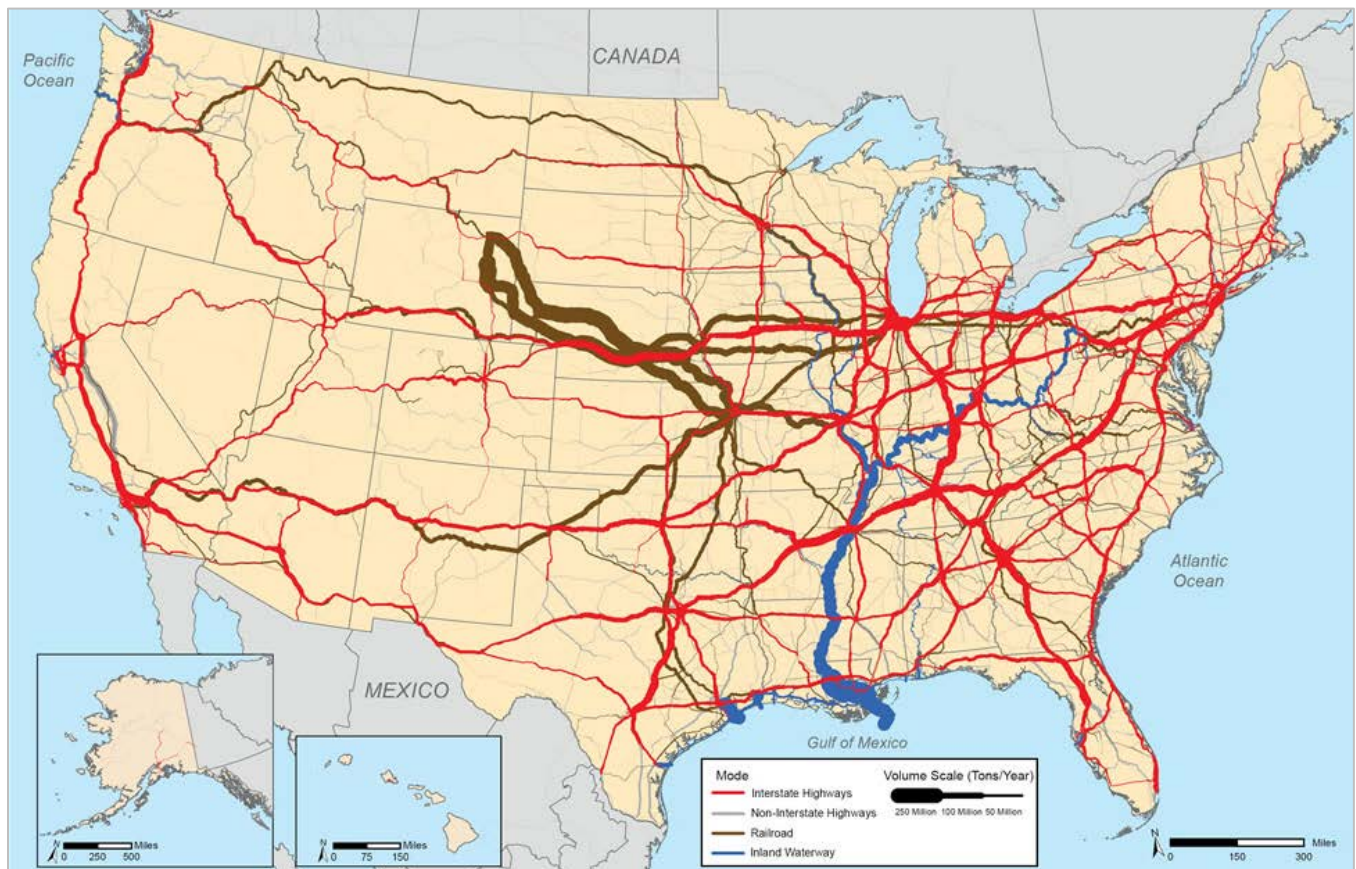 CANADA
Pacific
Ocean
Atlantic
Ocean
MEXICO
Gulf of Mexico
Mode
Interstate Highways
Non-Interstate Highways
Railroad
Inland Waterway
Volume Scale (Tons/Year)
250 Million 100 Million 50 Million
N
Miles
0 250 500
N
Miles
0 75 150
N
Miles
0 150 300